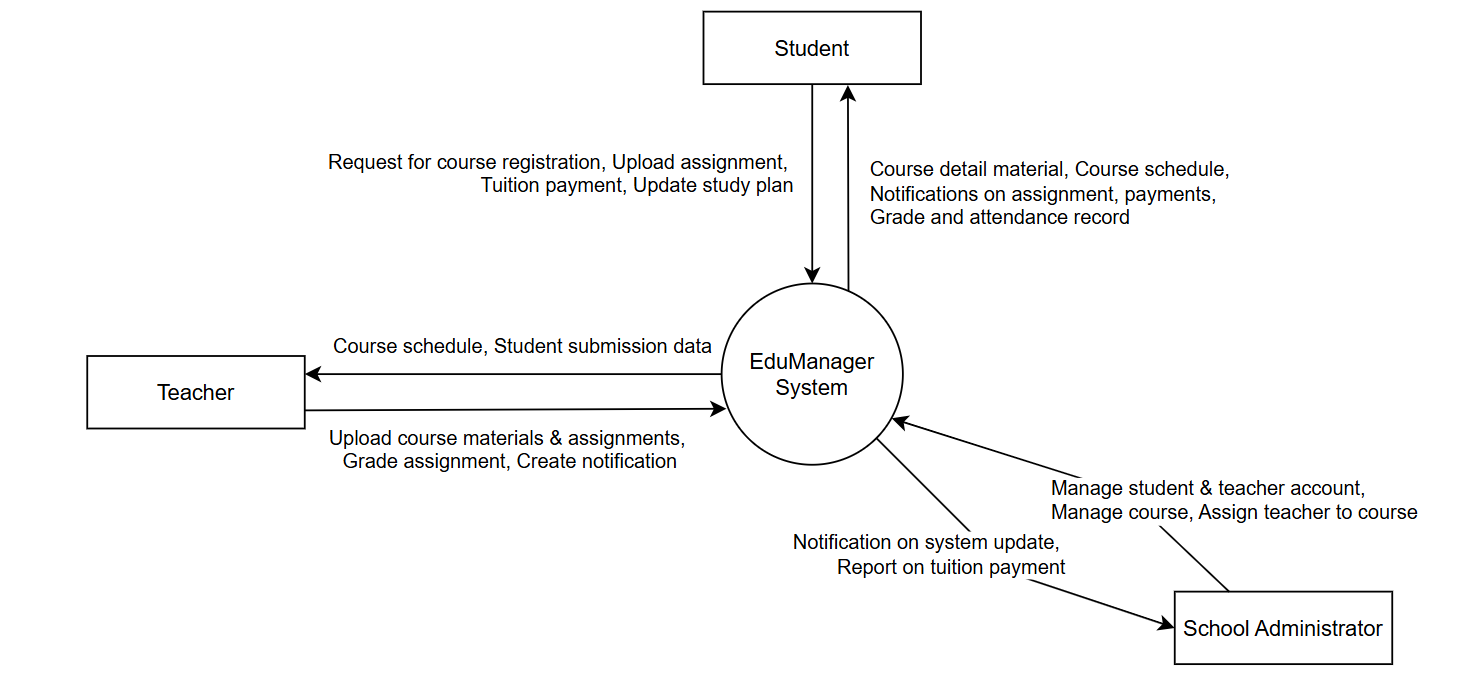 Student
Request for course registration, Upload assignment,
Tuition payment, Update study plan
Course detail material, Course schedule,
Notifications on assignment, payments,
Grade and attendance record
Course schedule, Student submission data
EduManager
System
Teacher
Upload course materials & assignments,
Grade assignment, Create notification
Manage student & teacher account,
Manage course, Assign teacher to course
Notification on system update,
Report on tuition payment
School Administrator